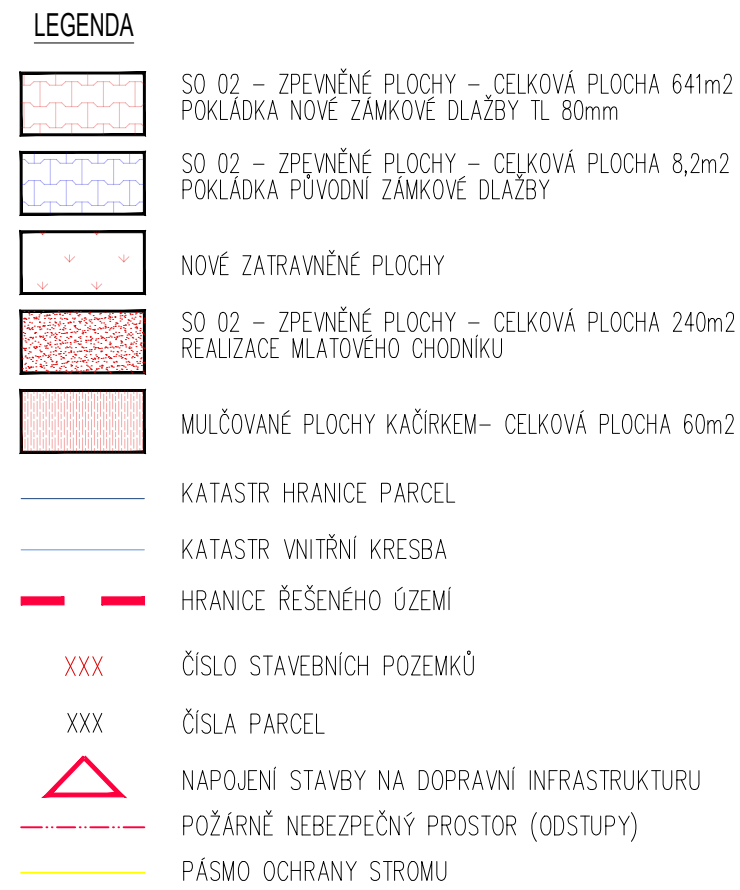 LEGENDA
SO 02 – ZPEVNĚNÉ PLOCHY – CELKOVÁ PLOCHA 641m2
POKLÁDKA NOVÉ ZÁMKOVÉ DLAŽBY TL 80mm
SO 02 – ZPEVNĚNÉ PLOCHY – CELKOVÁ PLOCHA 8,2m2
POKLÁDKA PŮVODNÍ ZÁMKOVÉ DLAŽBY
NOVÉ ZATRAVNĚNÉ PLOCHY
SO 02 – ZPEVNĚNÉ PLOCHY – CELKOVÁ PLOCHA 240m2
REALIZACE MLATOVÉHO CHODNÍKU
MULČOVANÉ PLOCHY KAČÍRKEM– CELKOVÁ PLOCHA 60m2
KATASTR HRANICE PARCEL
KATASTR VNITŘNÍ KRESBA
HRANICE ŘEŠENÉHO ÚZEMÍ
XXX ČÍSLO STAVEBNÍCH POZEMKŮ
XXX ČÍSLA PARCEL
NAPOJENÍ STAVBY NA DOPRAVNÍ INFRASTRUKTURU
POŽÁRNĚ NEBEZPEČNÝ PROSTOR (ODSTUPY)
PÁSMO OCHRANY STROMU